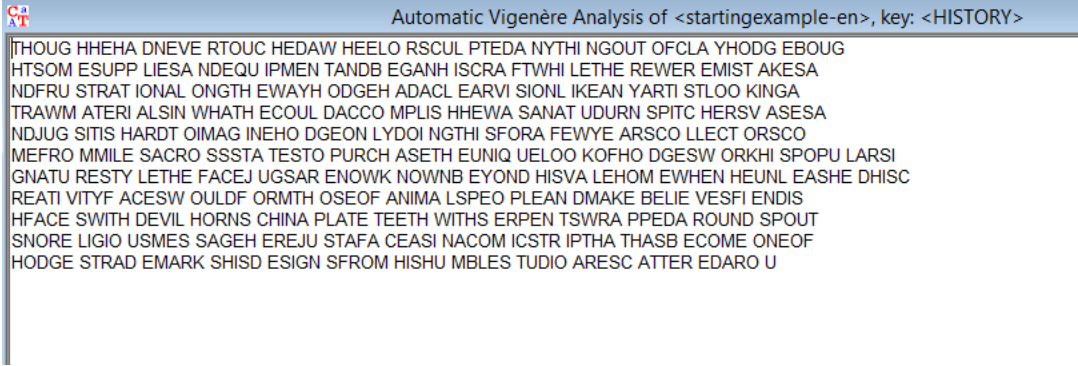 CaT
AT
Automatic Vigenère Analysis of <startingexample-en>, key: <HISTORY>
THOUG HHEHA DNEVE RTOUC HEDAW HEELO RSCUL PTEDA NYTHI NGOUT OFCLA YHODG EBOUG
HTSOM ESUPP LIESA NDEQU IPMEN TANDB EGANH ISCRA FTWHI LETHE REWER EMIST AKESA
NDFRU STRAT IONAL ONGTH EWAYH ODGEH ADACL EARVI SIONL IKEAN YARTI STLOO KINGA
TRAWM ATERI ALSIN WHATH ECOUL DACCO MPLIS HHEWA SANAT UDURN SPITC HERSV ASESA
NDJUG SITIS HARDT OIMAG INEHO DGEON LYDOI NGTHI SFORA FEWYE ARSCO LLECT ORSCO
MEFRO MMILE SACRO SSSTA TESTO PURCH ASETH EUNIQ UELOO KOFHO DGESW ORKHI SPOPU LARSI
GNATU RESTY LETHE FACEJ UGSAR ENOWK NOWNB EYOND HISVA LEHOM EWHEN HEUNL EASHE DHISC
REATI VITYF ACESW OULDF ORMTH OSEOF ANIMA LSPEO PLEAN DMAKE BELIE VESFI ENDIS
HFACE SWITH DEVIL HORNS CHINA PLATE TEETH WITHS ERPEN TSWRA PPEDA ROUND SPOUT
SNORE LIGIO USMES SAGEH EREJU STAFA CEASI NACOM ICSTR IPTHA THASB ECOME ONEOF
HODGE STRAD EMARK SHISD ESIGN SFROM HISHU MBLES TUDIO ARESC ATTER EDARO U